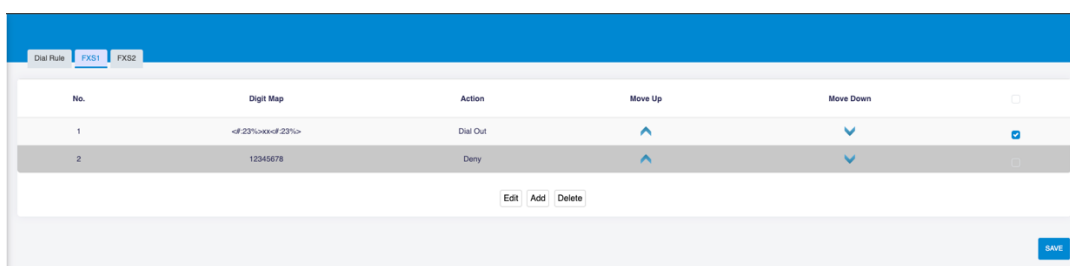 Dial Rule FXS1 FXS2
No. Digit Map Action Move Up Move Down
1 <#:23%>xx<#:23%> Dial Out
2 12345678 Deny
Edit Add Delete
SAVE